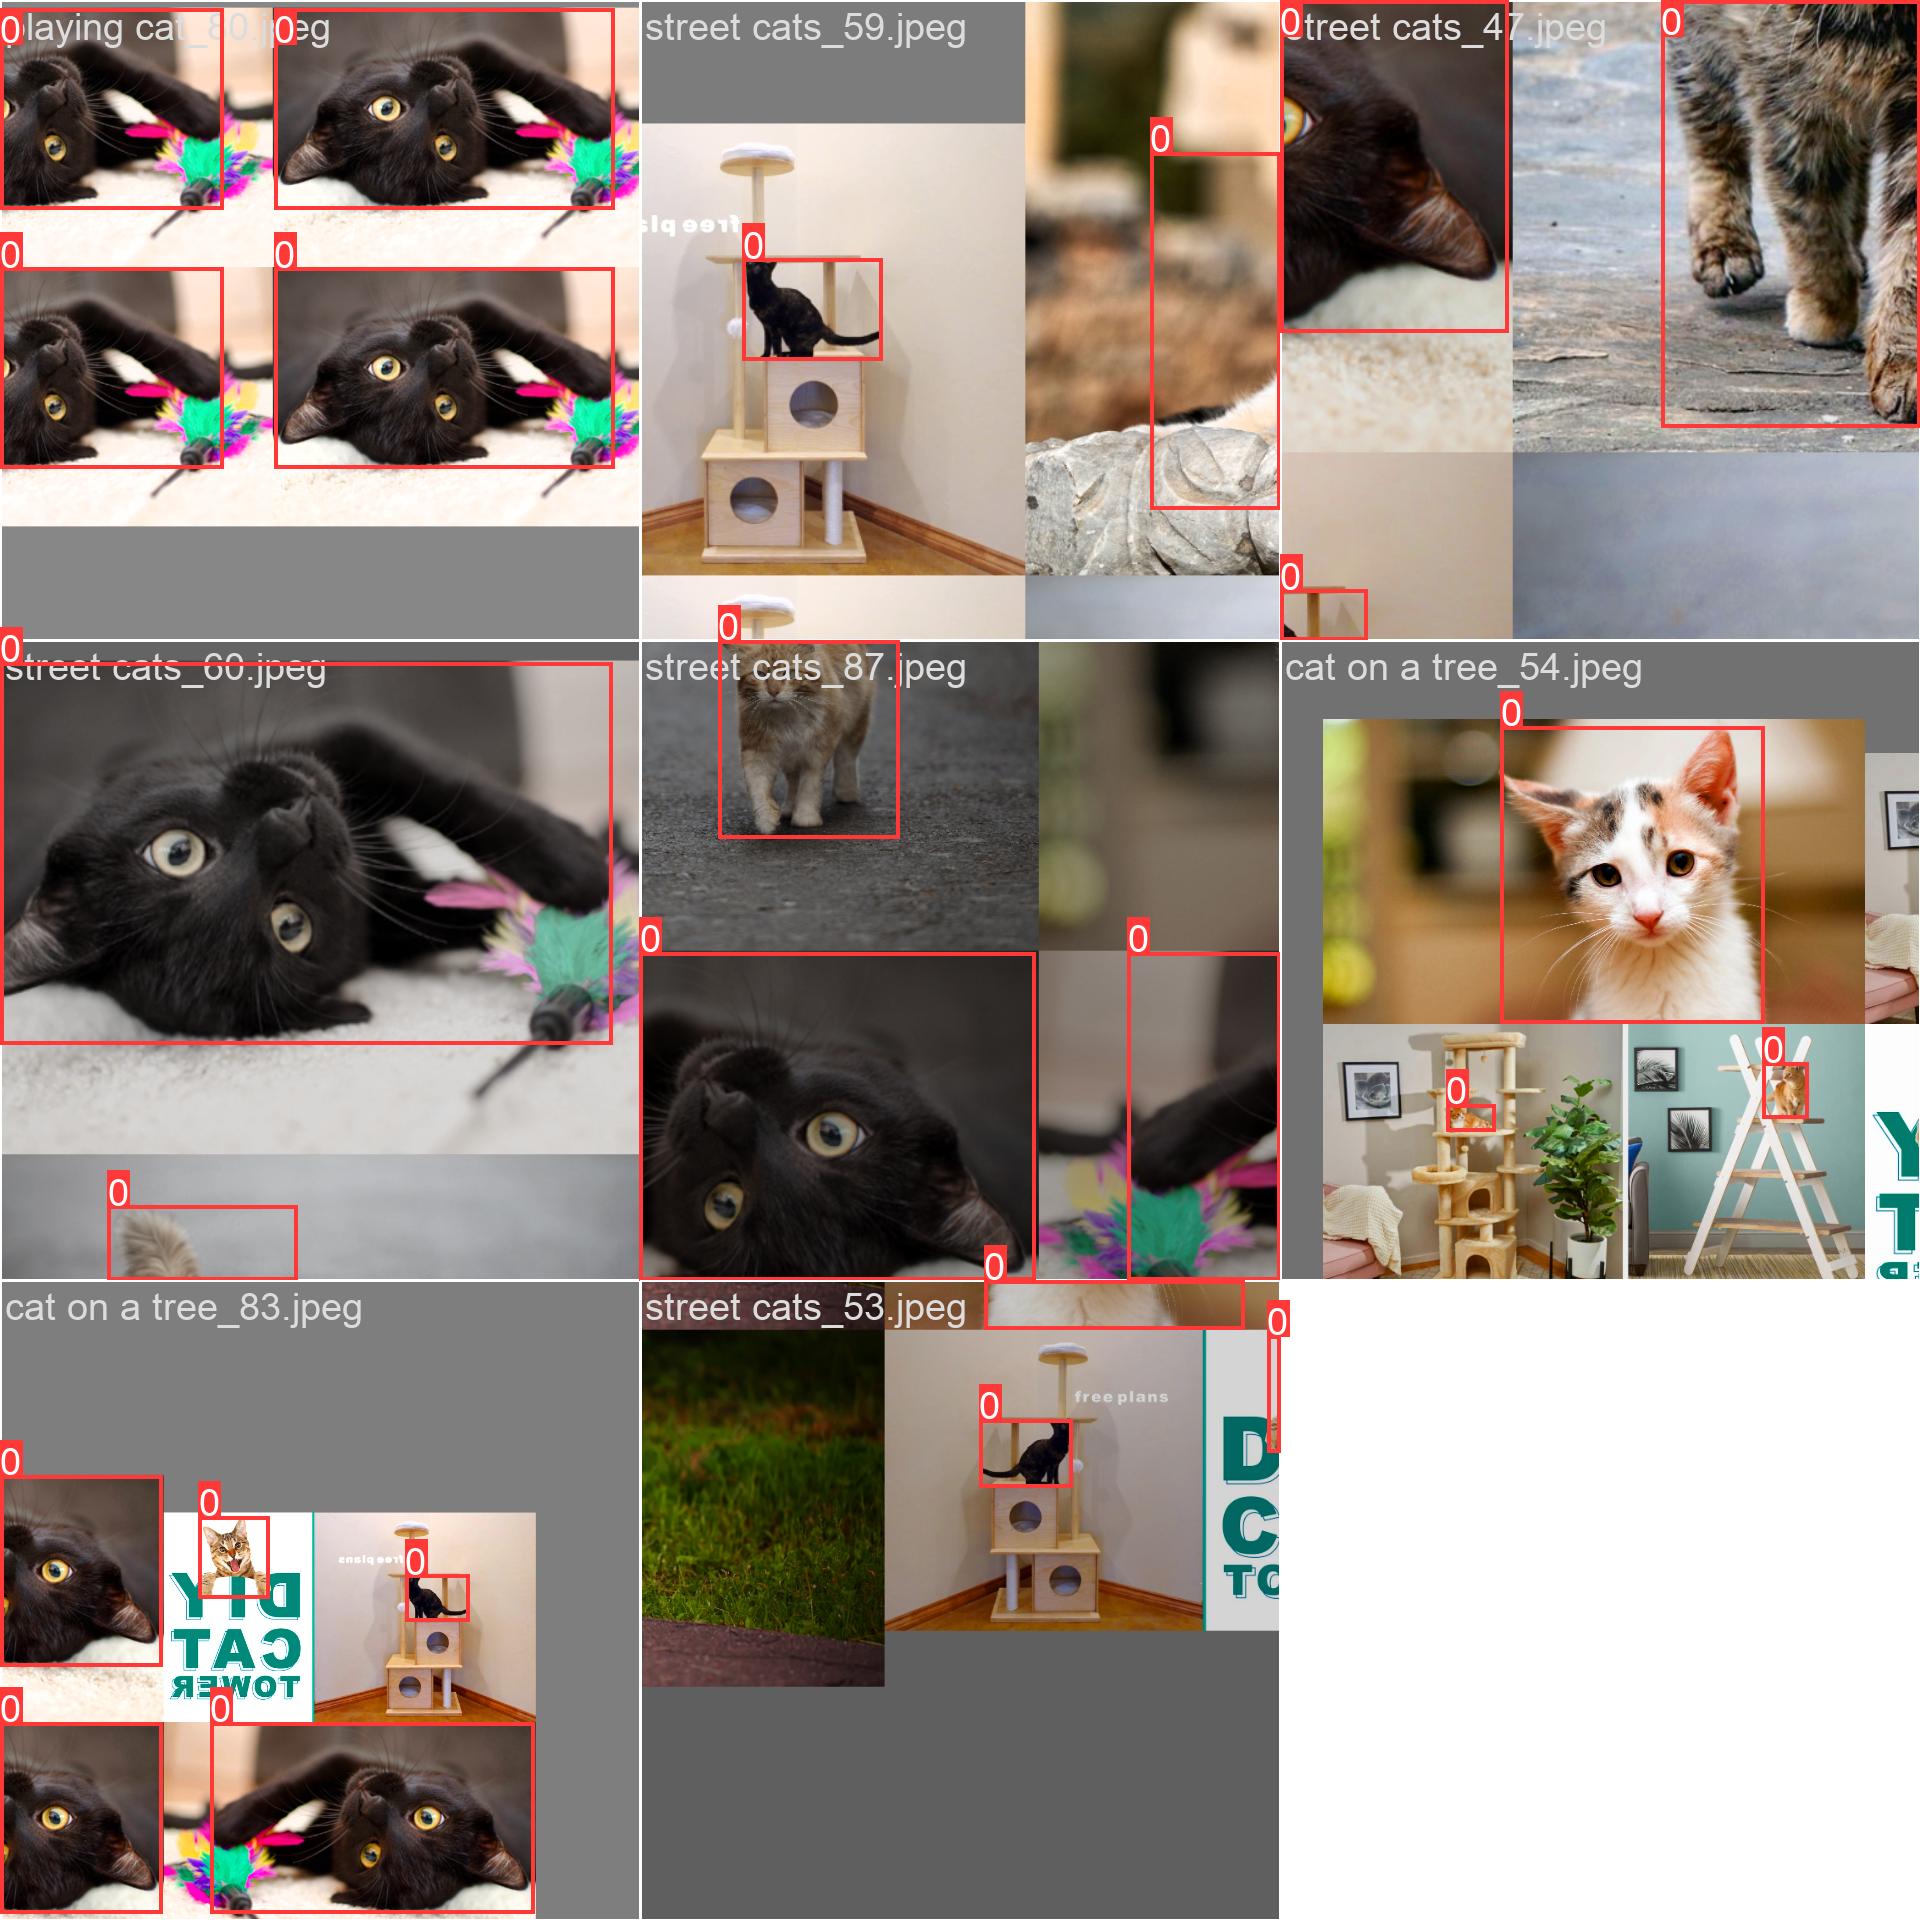 playing cat_80.jpeg
0
0
0
0
street cats_59.jpeg
0
free pla
0
0
street cats_47.jpeg
0
0
0
street cats_60.jpeg
0
0
street cats_87.jpeg
0
0
0
cat on a tree_54.jpeg
0
0
0
Y
T
cat on a tree_83.jpeg
0
0
DIY
CAT
TOWER
0
free plans
0
0
street cats_53.jpeg
0
0
free plans
0
D
C
TO